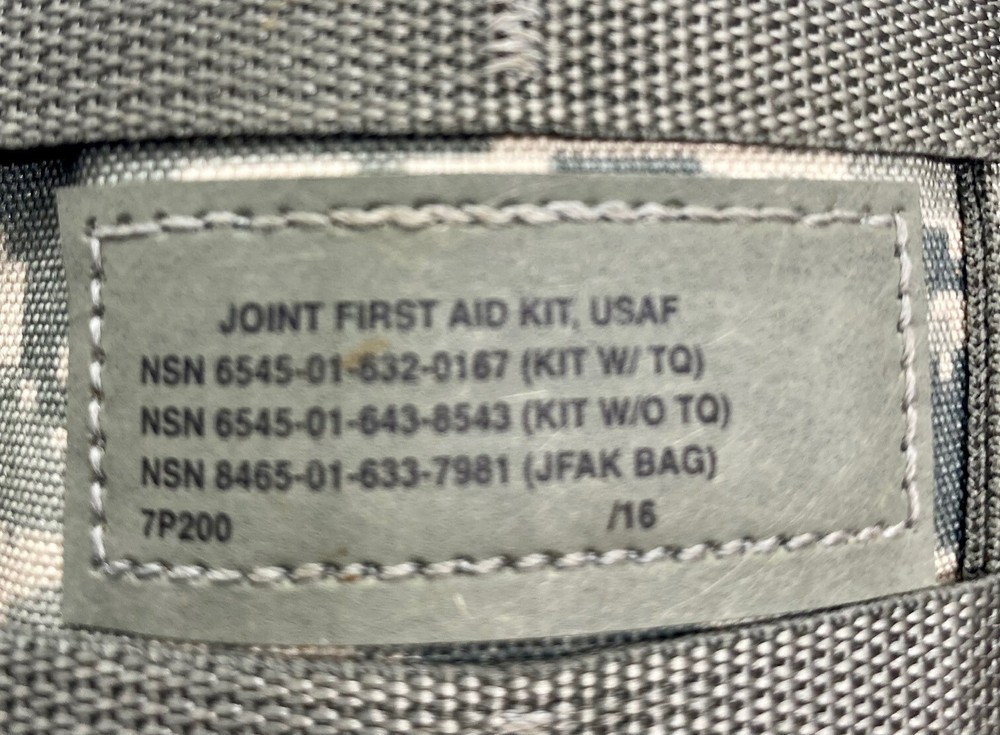 JOINT FIRST AID KIT, USAF
NSN 6545-01-632-0167 (KIT W/ TQ)
NSN 6545-01-643-8543 (KIT W/O TQ)
NSN 8465-01-633-7981 (JFAK BAG)
7P200 /16